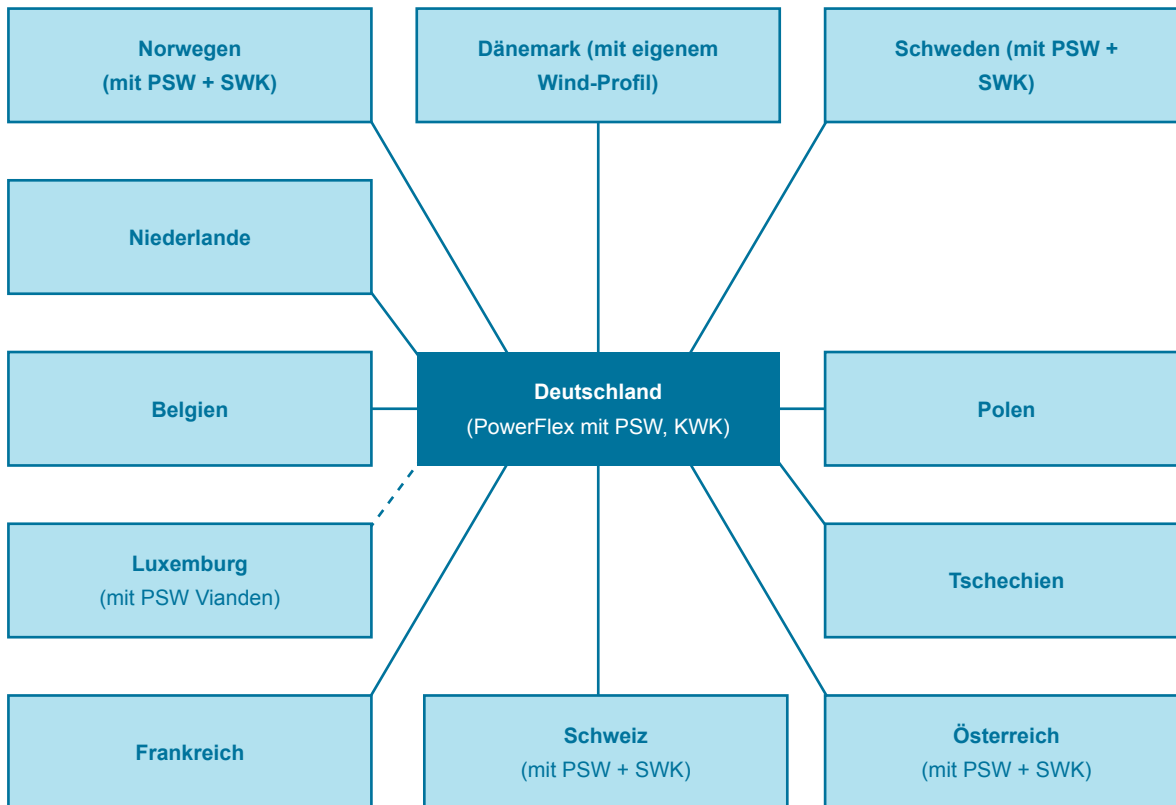 Norwegen
(mit PSW + SWK)
Dänemark (mit eigenem
Wind-Profil)
Schweden (mit PSW +
SWK)
Niederlande
Belgien
Deutschland
(PowerFlex mit PSW, KWK)
Polen
Luxemburg
(mit PSW Vianden)
Tschechien
Frankreich
Schweiz
(mit PSW + SWK)
Österreich
(mit PSW + SWK)